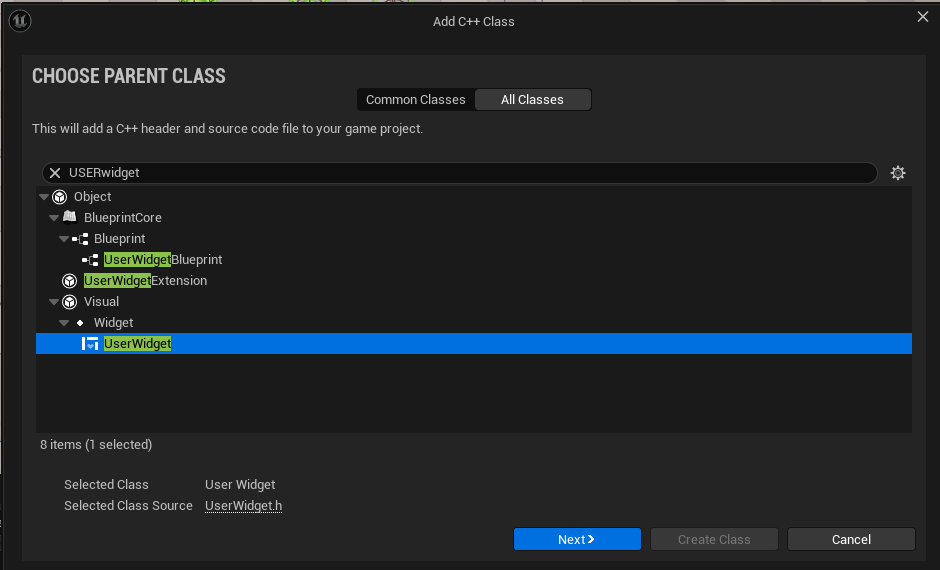 Add C++ Class
CHOOSE PARENT CLASS
Common Classes All Classes
This will add a C++ header and source code file to your game project.
USERwidget
Object
BlueprintCore
Blueprint
UserWidgetBlueprint
UserWidgetExtension
Visual
Widget
UserWidget
8 items (1 selected)
Selected Class User Widget
Selected Class Source UserWidget.h
Next Create Class Cancel